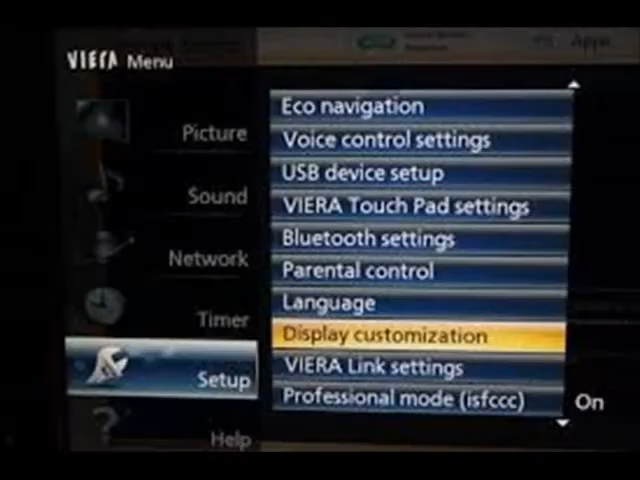 VIERA Menu
Apps
Picture
Sound
Network
Timer
Setup
Help
Eco navigation
Voice control settings
USB device setup
VIERA Touch Pad settings
Bluetooth settings
Parental control
Language
Display customization
VIERA Link settings
Professional mode (isfccc) On